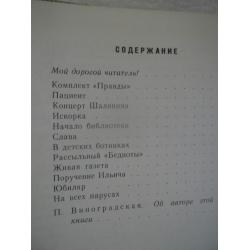 СОДЕРЖАНИЕ
Мой дорогой читатель!
Комплект «Правды»
Пациент
Концерт Шаляпина
Искорка
Начало библиотеки
Слава
В детских ботинках
Рассыльный «Бедноты»
Живая газета
Поручение Ильича
Юбиляр
На всех парусах
П. Виноградская. Об авторе этой
книги